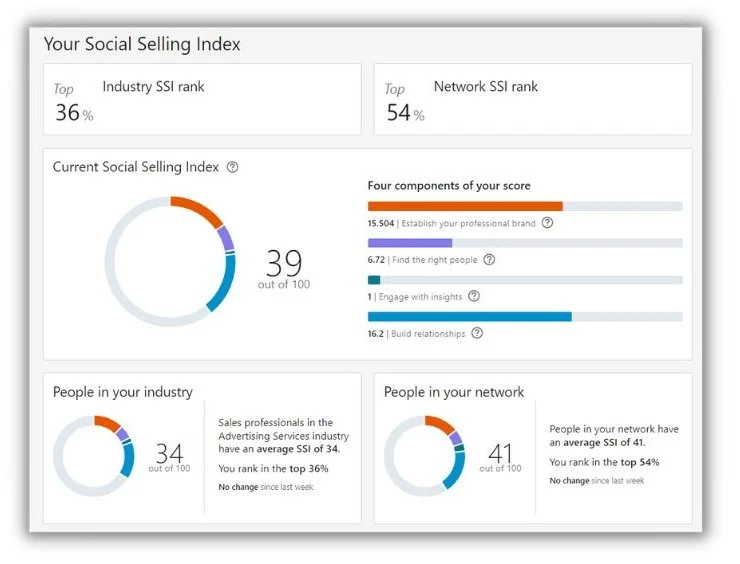 Your Social Selling Index
Top
Industry SSI rank
36 %
Top
Network SSI rank
54 %
Current Social Selling Index ?
39
out of 100
Four components of your score
15.504 | Establish your professional brand ?
6.72 | Find the right people ?
1 | Engage with insights ?
16.2 | Build relationships ?
People in your industry
34
out of 100
Sales professionals in the
Advertising Services industry
have an average SSI of 34.
You rank in the top 36%
No change since last week
People in your network
41
out of 100
People in your network have
an average SSI of 41.
You rank in the top 54%
No change since last week